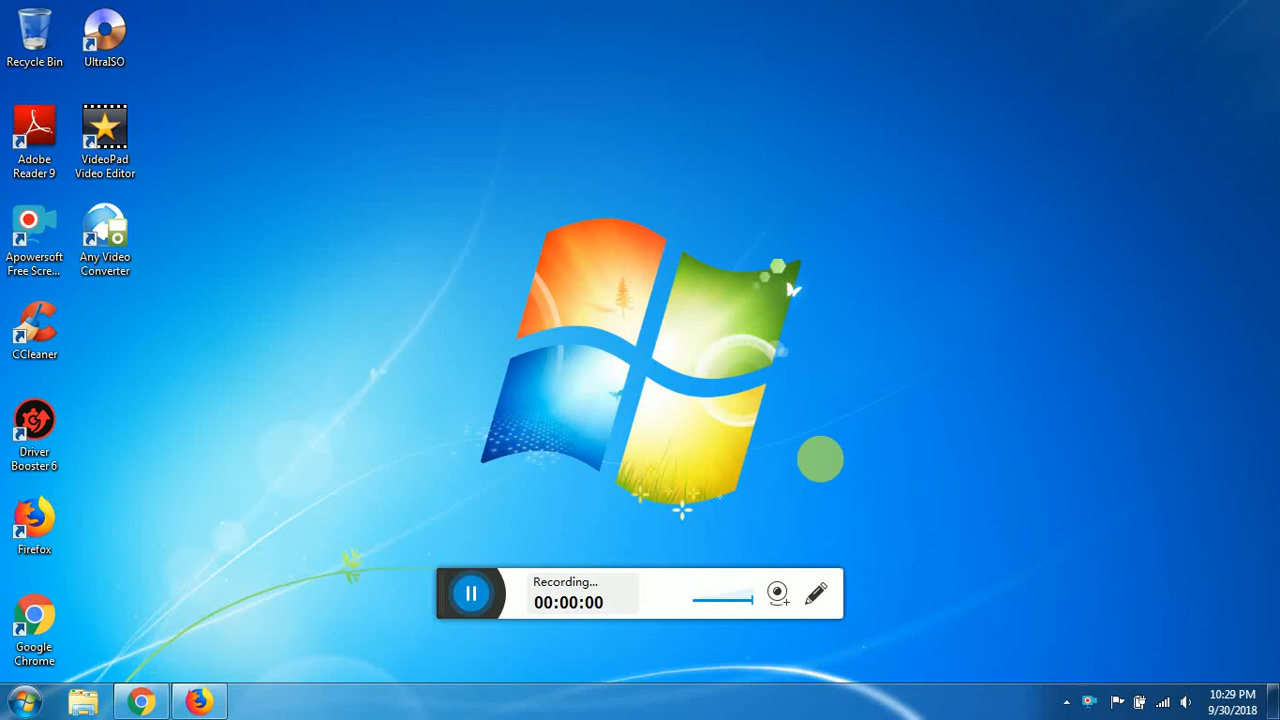 Recycle Bin
UltraISO
Adobe
Reader 9
VideoPad
Video Editor
Apowersoft
Free Scre...
Any Video
Converter
CCleaner
Driver
Booster 6
Firefox
Google
Chrome
Recording...
00:00:00
10:29 PM
9/30/2018